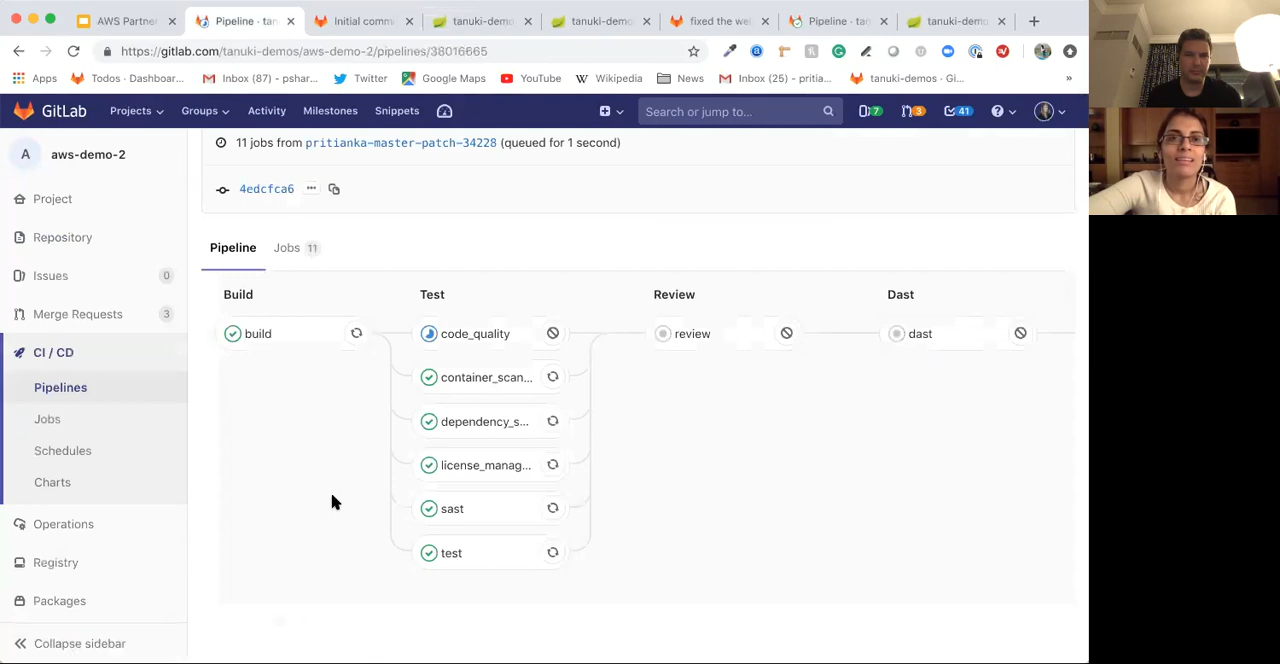 AWS Partne
Pipeline · tan
Initial commi
tanuki-demo
tanuki-demo
fixed the we
Pipeline · tan
tanuki-demo
https://gitlab.com/tanuki-demos/aws-demo-2/pipelines/38016665
Apps
Todos · Dashboar...
Inbox (87) - pshar...
Twitter
Google Maps
YouTube
Wikipedia
News
Inbox (25) - pritia...
tanuki-demos / Gi...
»
GitLab
Projects
Groups
Activity
Milestones
Snippets
Search or jump to...
7
3
41
A
aws-demo-2
Project
Repository
Issues
0
Merge Requests
3
CI / CD
Pipelines
Jobs
Schedules
Charts
Operations
Registry
Packages
Collapse sidebar
11 jobs from pritianka-master-patch-34228 (queued for 1 second)
4edcfca6 ...
Pipeline
Jobs 11
Build
build
Test
code_quality
container_scan...
dependency_s...
license_manag...
sast
test
Review
review
Dast
dast